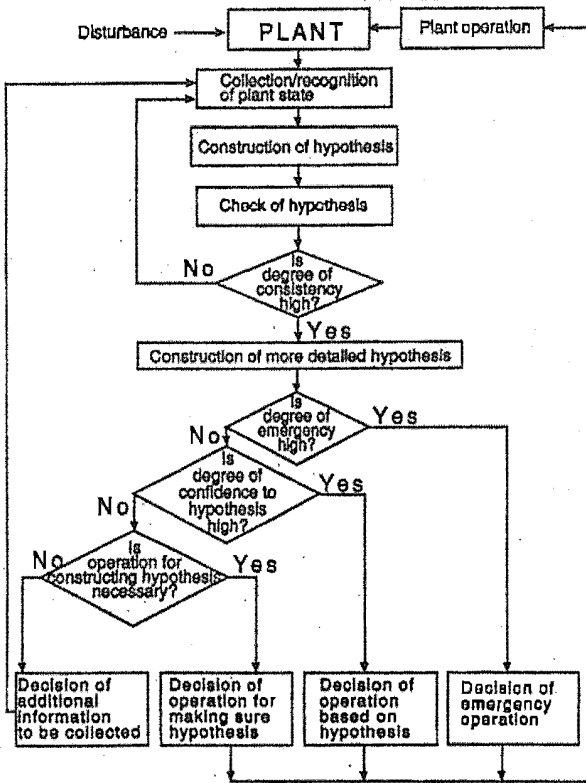 Disturbance
PLANT
Plant operation
Collection/recognition
of plant state
Construction of hypothesis
Check of hypothesis
Is
degree of
consistency
high?
No
Yes
Construction of more detailed hypothesis
Is
degree of
emergency
high?
Yes
No
Is
degree of
confidence to
hypothesis
high?
Yes
No
Is
operation for
constructing hypothesis
necessary?
No
Yes
Decision of
additional
information
to be collected
Decision of
operation for
making sure
hypothesis
Decision of
operation
based on
hypothesis
Decision of
emergency
operation